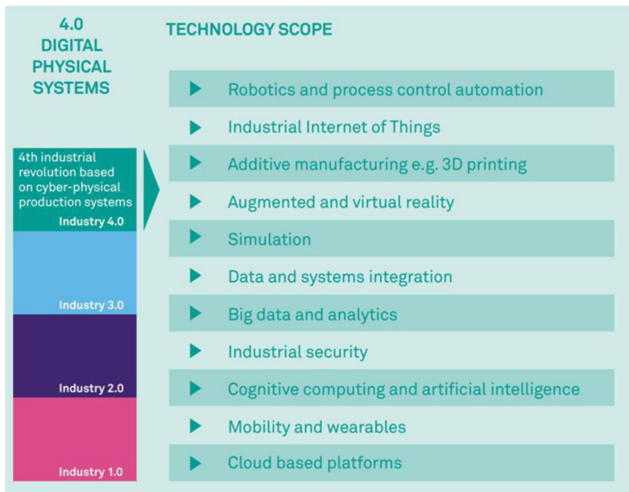 4.0
DIGITAL
PHYSICAL
SYSTEMS
4th industrial
revolution based
on cyber-physical
production systems
Industry 4.0
Industry 3.0
Industry 2.0
Industry 1.0
TECHNOLOGY SCOPE
Robotics and process control automation
Industrial Internet of Things
Additive manufacturing e.g. 3D printing
Augmented and virtual reality
Simulation
Data and systems integration
Big data and analytics
Industrial security
Cognitive computing and artificial intelligence
Mobility and wearables
Cloud based platforms